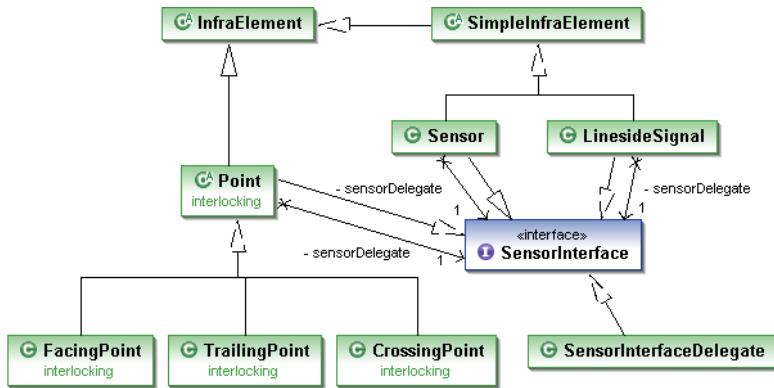 InfraElement
SimpleInfraElement
Sensor
LinesideSignal
Point
interlocking
- sensorDelegate
- sensorDelegate
1
1
«interface»
SensorInterface
- sensorDelegate
1
FacingPoint
interlocking
TrailingPoint
interlocking
CrossingPoint
interlocking
SensorInterfaceDelegate